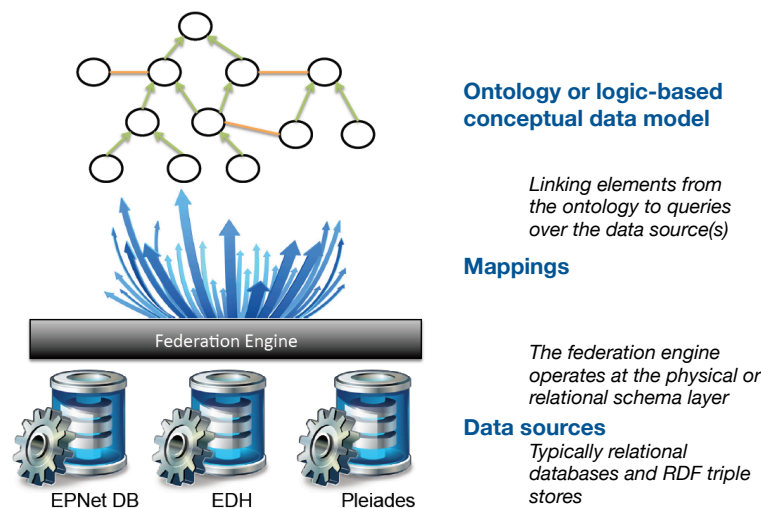 Ontology or logic-based
conceptual data model
Linking elements from
the ontology to queries
over the data source(s)
Mappings
Federation Engine
The federation engine
operates at the physical or
relational schema layer
Data sources
Typically relational
databases and RDF triple
stores
EPNet DB
EDH
Pleiades